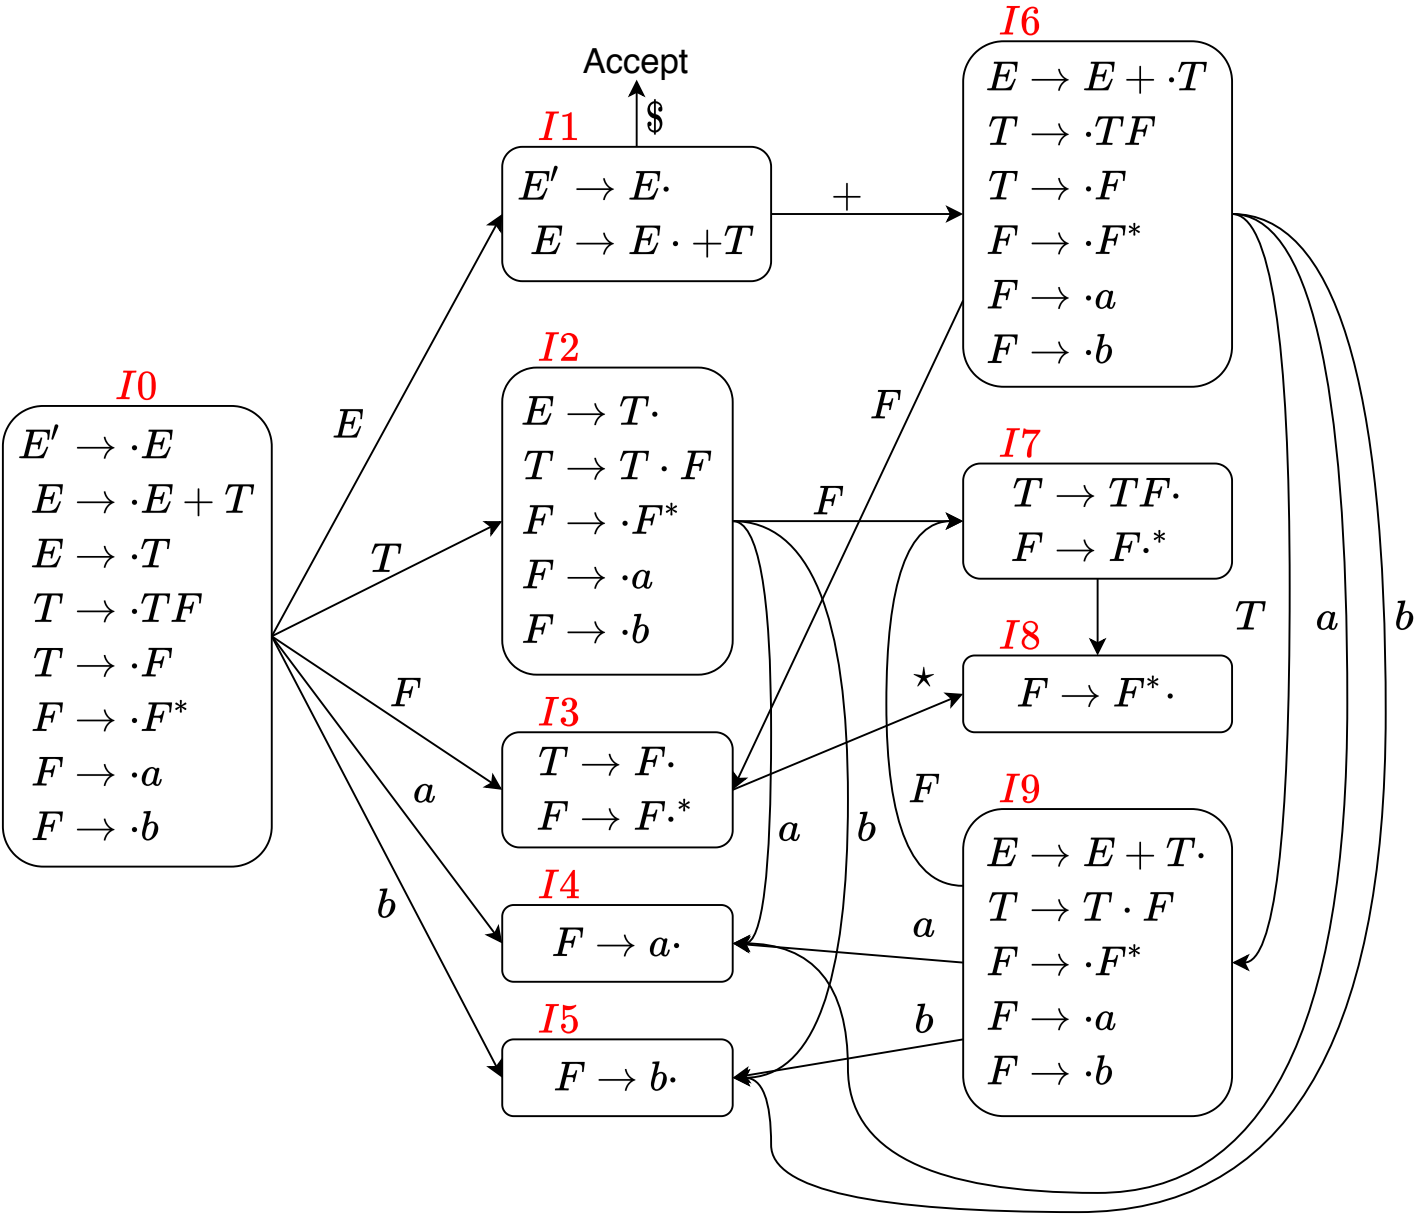 Accept
$
I0
E′ → ·E
E → ·E + T
E → ·T
T → ·TF
T → ·F
F → ·F*
F → ·a
F → ·b
E
T
F
a
b
I1
E′ → E·
E → E · +T
+
I2
E → T·
T → T · F
F → ·F*
F → ·a
F → ·b
F
a
b
I3
T → F·
F → F·*
⋆
I4
F → a·
I5
F → b·
I6
E → E + ·T
T → ·TF
T → ·F
F → ·F*
F → ·a
F → ·b
F
T
a
b
I7
T → TF·
F → F·*
I8
F → F*·
I9
E → E + T·
T → T · F
F → ·F*
F → ·a
F → ·b
F
a
b